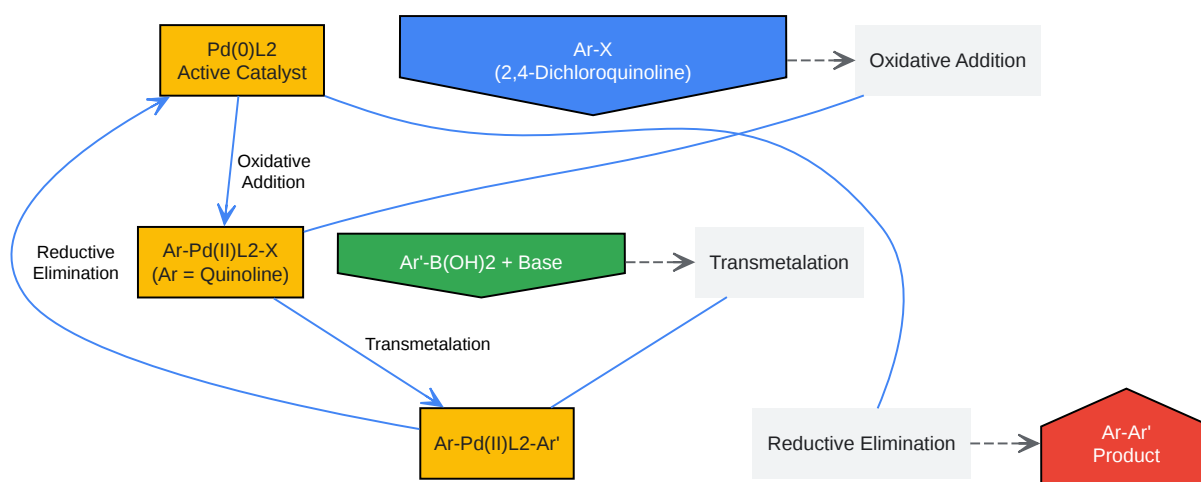 Pd(0)L2
Active Catalyst
Ar-X
(2,4-Dichloroquinoline)
Oxidative Addition
Oxidative
Addition
Reductive
Elimination
Ar-Pd(II)L2-X
(Ar = Quinoline)
Ar'-B(OH)2 + Base
Transmetalation
Transmetalation
Ar-Pd(II)L2-Ar'
Reductive Elimination
Ar-Ar'
Product